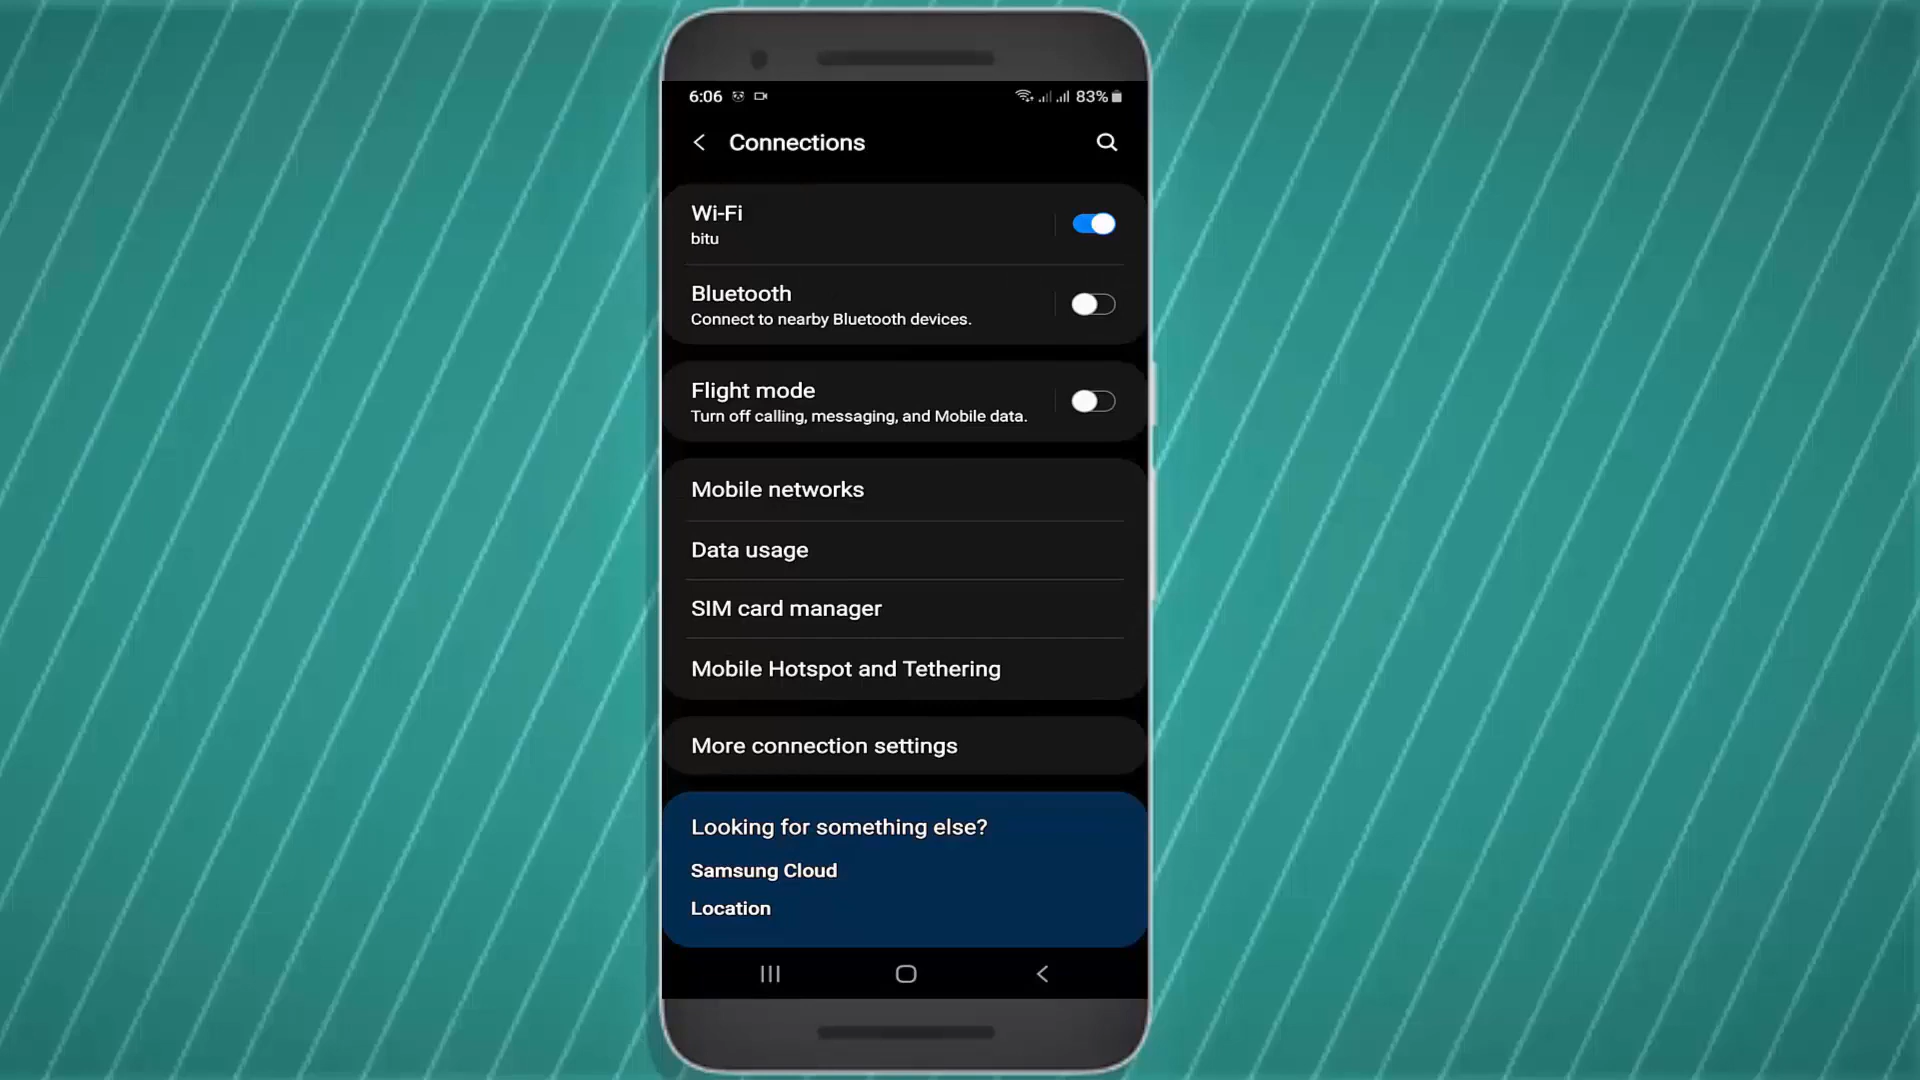 6:06 83%
Connections
Wi-Fi
bitu
Bluetooth
Connect to nearby Bluetooth devices.
Flight mode
Turn off calling, messaging, and Mobile data.
Mobile networks
Data usage
SIM card manager
Mobile Hotspot and Tethering
More connection settings
Looking for something else?
Samsung Cloud
Location